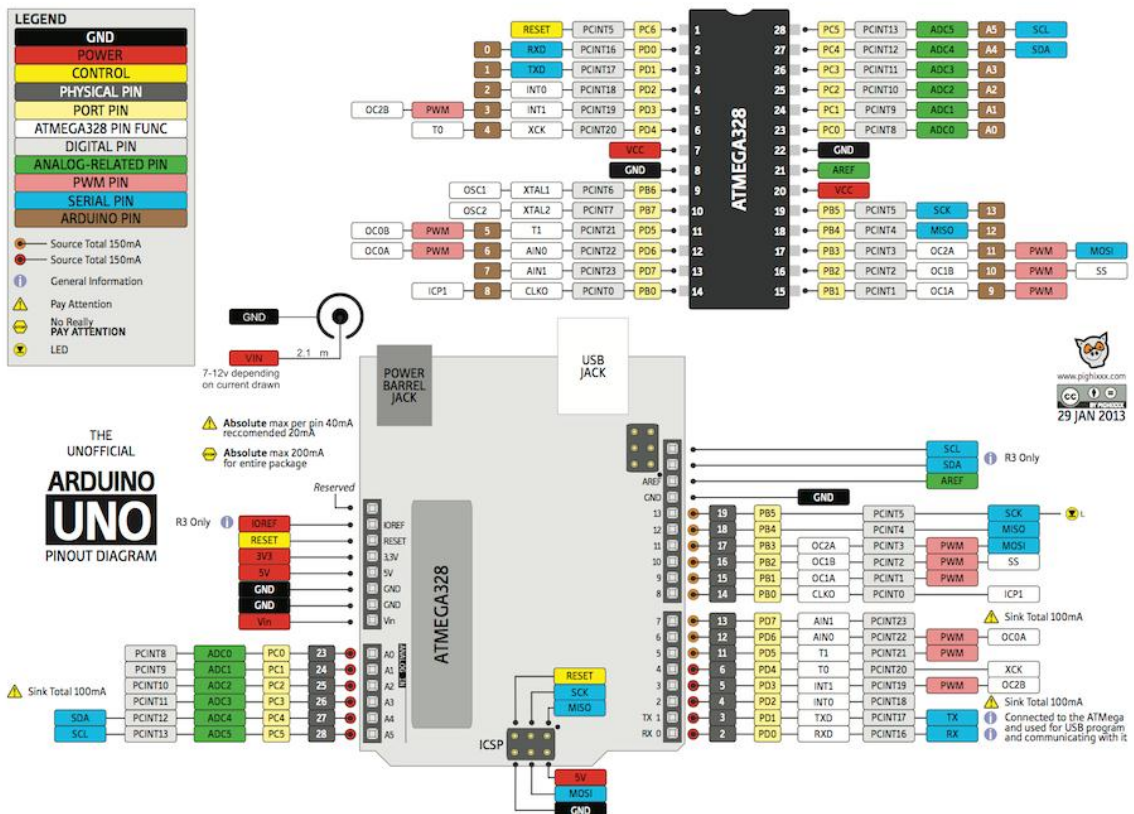 LEGEND
GND
POWER
CONTROL
PHYSICAL PIN
PORT PIN
ATMEGA328 PIN FUNC
DIGITAL PIN
ANALOG-RELATED PIN
PWM PIN
SERIAL PIN
ARDUINO PIN
Source Total 150mA
Source Total 150mA
General Information
Pay Attention
No Really
PAY ATTENTION
LED
RESET PCINT5 PC6 1
0 RXD PCINT16 PD0 2
1 TXD PCINT17 PD1 3
2 INT0 PCINT18 PD2 4
OC2B PWM 3 INT1 PCINT19 PD3 5
T0 4 XCK PCINT20 PD4 6
VCC 7
GND 8
OSC1 XTAL1 PCINT6 PB6 9
OSC2 XTAL2 PCINT7 PB7 10
OC0B PWM 5 T1 PCINT21 PD5 11
OC0A PWM 6 AIN0 PCINT22 PD6 12
7 AIN1 PCINT23 PD7 13
ICP1 8 CLKO PCINT0 PB0 14
ATMEGA328
28 PC5 PCINT13 ADC5 A5 SCL
27 PC4 PCINT12 ADC4 A4 SDA
26 PC3 PCINT11 ADC3 A3
25 PC2 PCINT10 ADC2 A2
24 PC1 PCINT9 ADC1 A1
23 PC0 PCINT8 ADC0 A0
22 GND
21 AREF
20 VCC
19 PB5 PCINT5 SCK 13
18 PB4 PCINT4 MISO 12
17 PB3 PCINT3 OC2A 11 PWM MOSI
16 PB2 PCINT2 OC1B 10 PWM SS
15 PB1 PCINT1 OC1A 9 PWM
GND
VIN 2.1 m
7-12v depending
on current drawn
POWER
BARREL
JACK
USB
JACK
www.pighixxx.com
cc
29 JAN 2013
Absolute max per pin 40mA
reccomended 20mA
Absolute max 200mA
for entire package
THE
UNOFFICIAL
ARDUINO
UNO
PINOUT DIAGRAM
Reserved
R3 Only IOREF IOREF
RESET RESET
3V3 3,3V
5V 5V
GND GND
GND GND
Vin Vin
PCINT8 ADC0 PC0 23 A0
PCINT9 ADC1 PC1 24 A1
PCINT10 ADC2 PC2 25 A2
PCINT11 ADC3 PC3 26 A3
SDA PCINT12 ADC4 PC4 27 A4
SCL PCINT13 ADC5 PC5 28 A5
Sink Total 100mA
ANALOG IN
ATMEGA328
SCL
SDA R3 Only
AREF AREF
GND GND
13 19 PB5 PCINT5 SCK L
12 18 PB4 PCINT4 MISO
11 17 PB3 OC2A PCINT3 PWM MOSI
10 16 PB2 OC1B PCINT2 PWM SS
9 15 PB1 OC1A PCINT1 PWM
8 14 PB0 CLKO PCINT0 ICP1
7 13 PD7 AIN1 PCINT23 Sink Total 100mA
6 12 PD6 AIN0 PCINT22 PWM OC0A
5 11 PD5 T1 PCINT21 PWM
4 6 PD4 T0 PCINT20 XCK
3 5 PD3 INT1 PCINT19 PWM OC2B
2 4 PD2 INT0 PCINT18 Sink Total 100mA
TX 1 3 PD1 TXD PCINT17 TX
RX 0 2 PD0 RXD PCINT16 RX
Connected to the ATMega
and used for USB program
and communicating with it
RESET
SCK
MISO
ICSP
5V
MOSI
GND